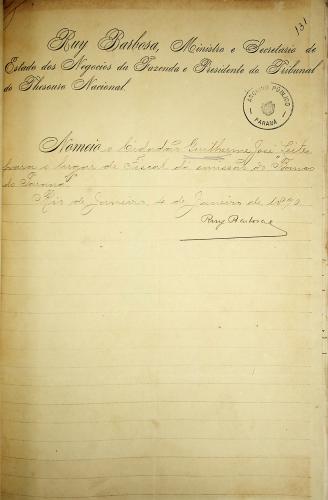 131
Ruy Barbosa, Ministro e Secretario de
Estado dos Negocios da Fazenda e Presidente do Tribunal
do Thesouro Nacional.
ARCHIVO PUBLICO
PARANÁ
Nomeio o Cidadão Guilherme José Leite
para o lugar de Fiscal da emissão do "Banco
do Paraná".
Rio de Janeiro, 4 de Janeiro de 1890.
Ruy Barbosa